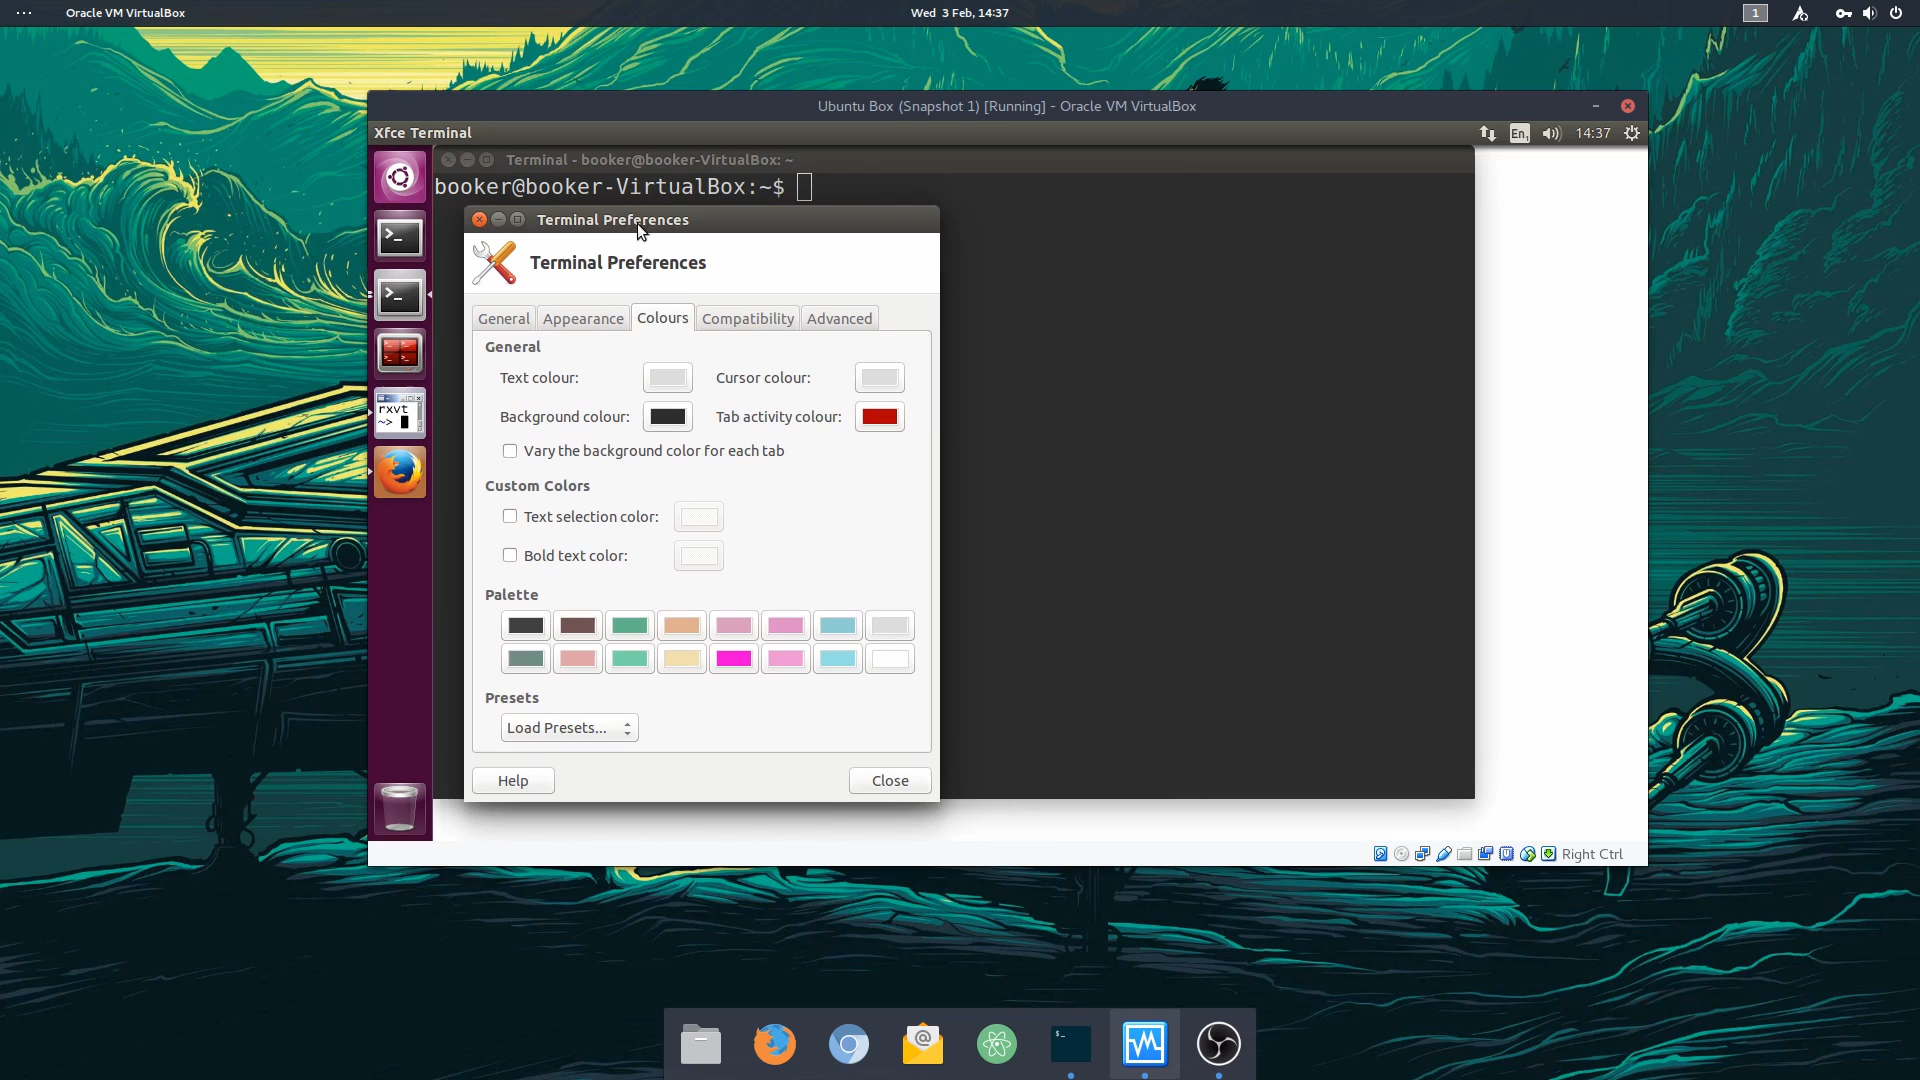 Oracle VM VirtualBox
Wed 3 Feb, 14:37
1
Ubuntu Box (Snapshot 1) [Running] - Oracle VM VirtualBox
Xfce Terminal
En1
14:37
Terminal - booker@booker-VirtualBox: ~
booker@booker-VirtualBox:~$
Terminal Preferences
Terminal Preferences
General Appearance Colours Compatibility Advanced
General
Text colour: Cursor colour:
Background colour: Tab activity colour:
Vary the background color for each tab
Custom Colors
Text selection color:
Bold text color:
Palette
Presets
Load Presets...
Help Close
rxvt
~>
>_
>_
Right Ctrl
@
$_